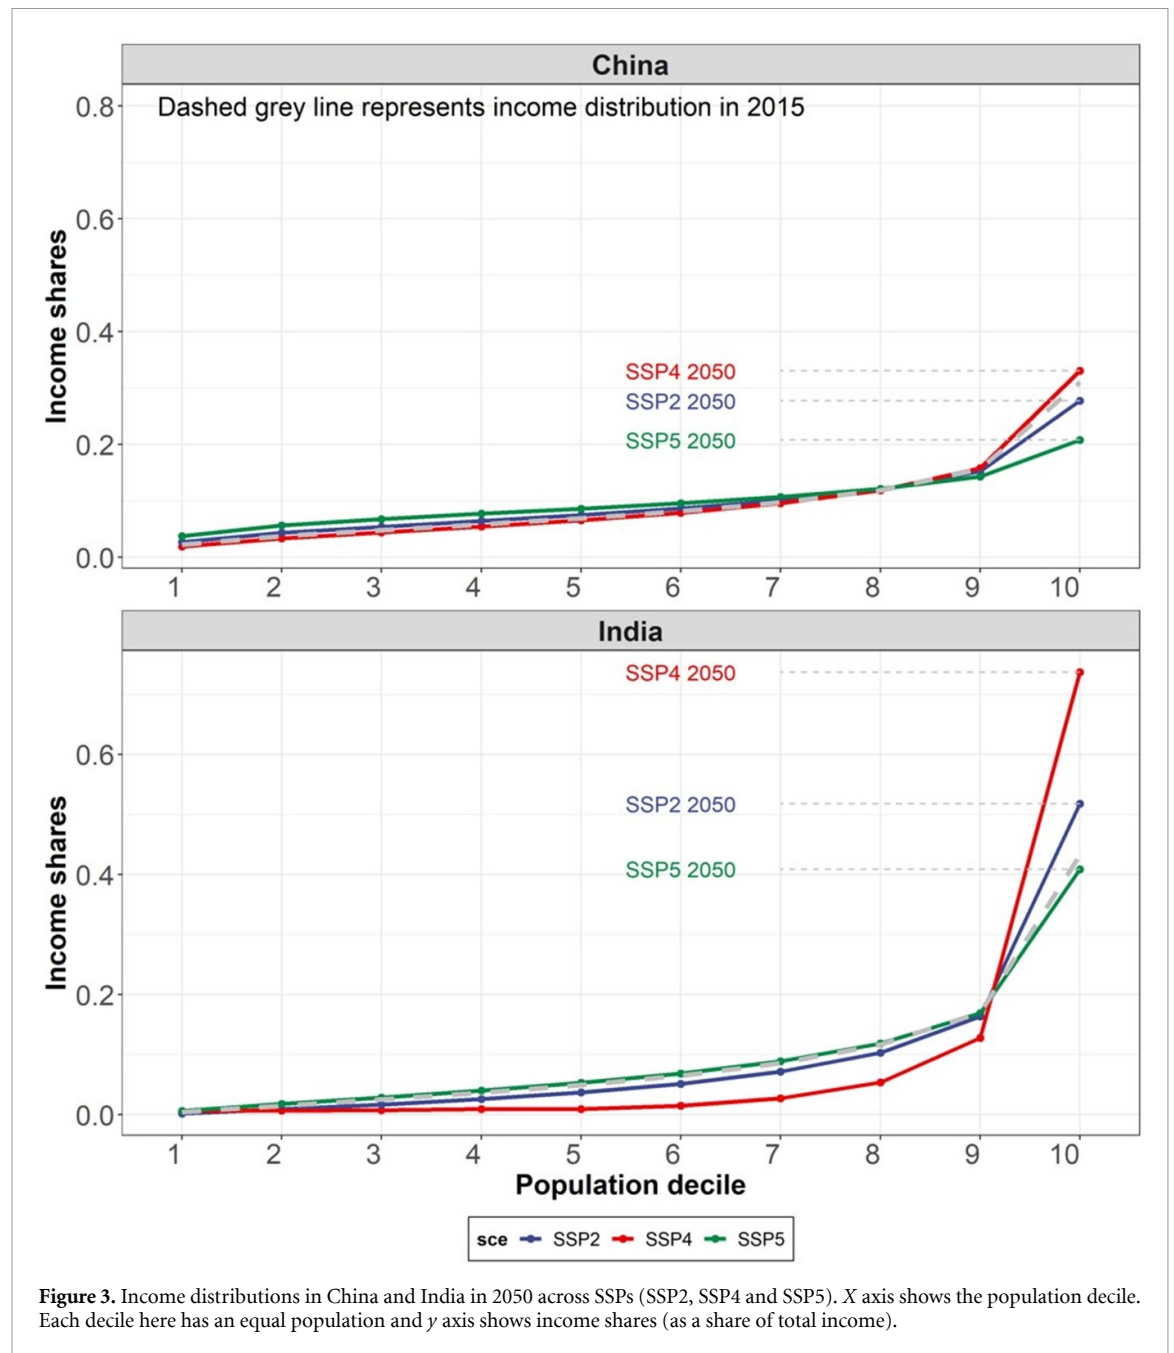 China
Dashed grey line represents income distribution in 2015
0.8
0.6
0.4
0.2
0.0
Income shares
SSP4 2050
SSP2 2050
SSP5 2050
1 2 3 4 5 6 7 8 9 10
India
SSP4 2050
SSP2 2050
SSP5 2050
0.6
0.4
0.2
0.0
Income shares
1 2 3 4 5 6 7 8 9 10
Population decile
sce SSP2 SSP4 SSP5
Figure 3. Income distributions in China and India in 2050 across SSPs (SSP2, SSP4 and SSP5). X axis shows the population decile.
Each decile here has an equal population and y axis shows income shares (as a share of total income).